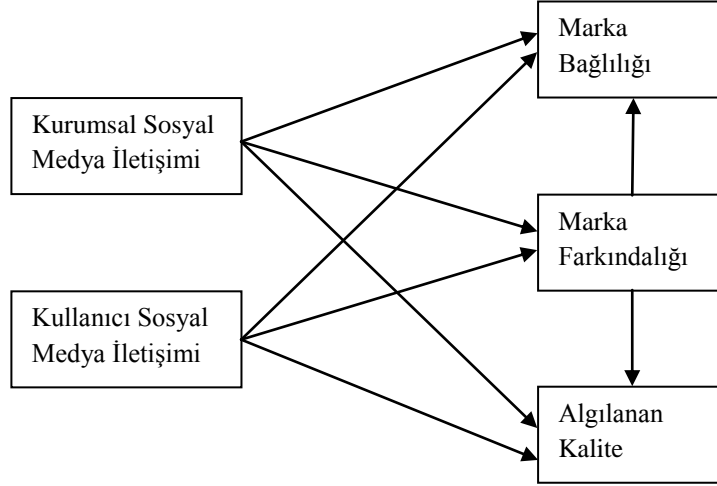 Kurumsal Sosyal
Medya İletişimi
Kullanıcı Sosyal
Medya İletişimi
Marka
Bağlılığı
Marka
Farkındalığı
Algılanan
Kalite